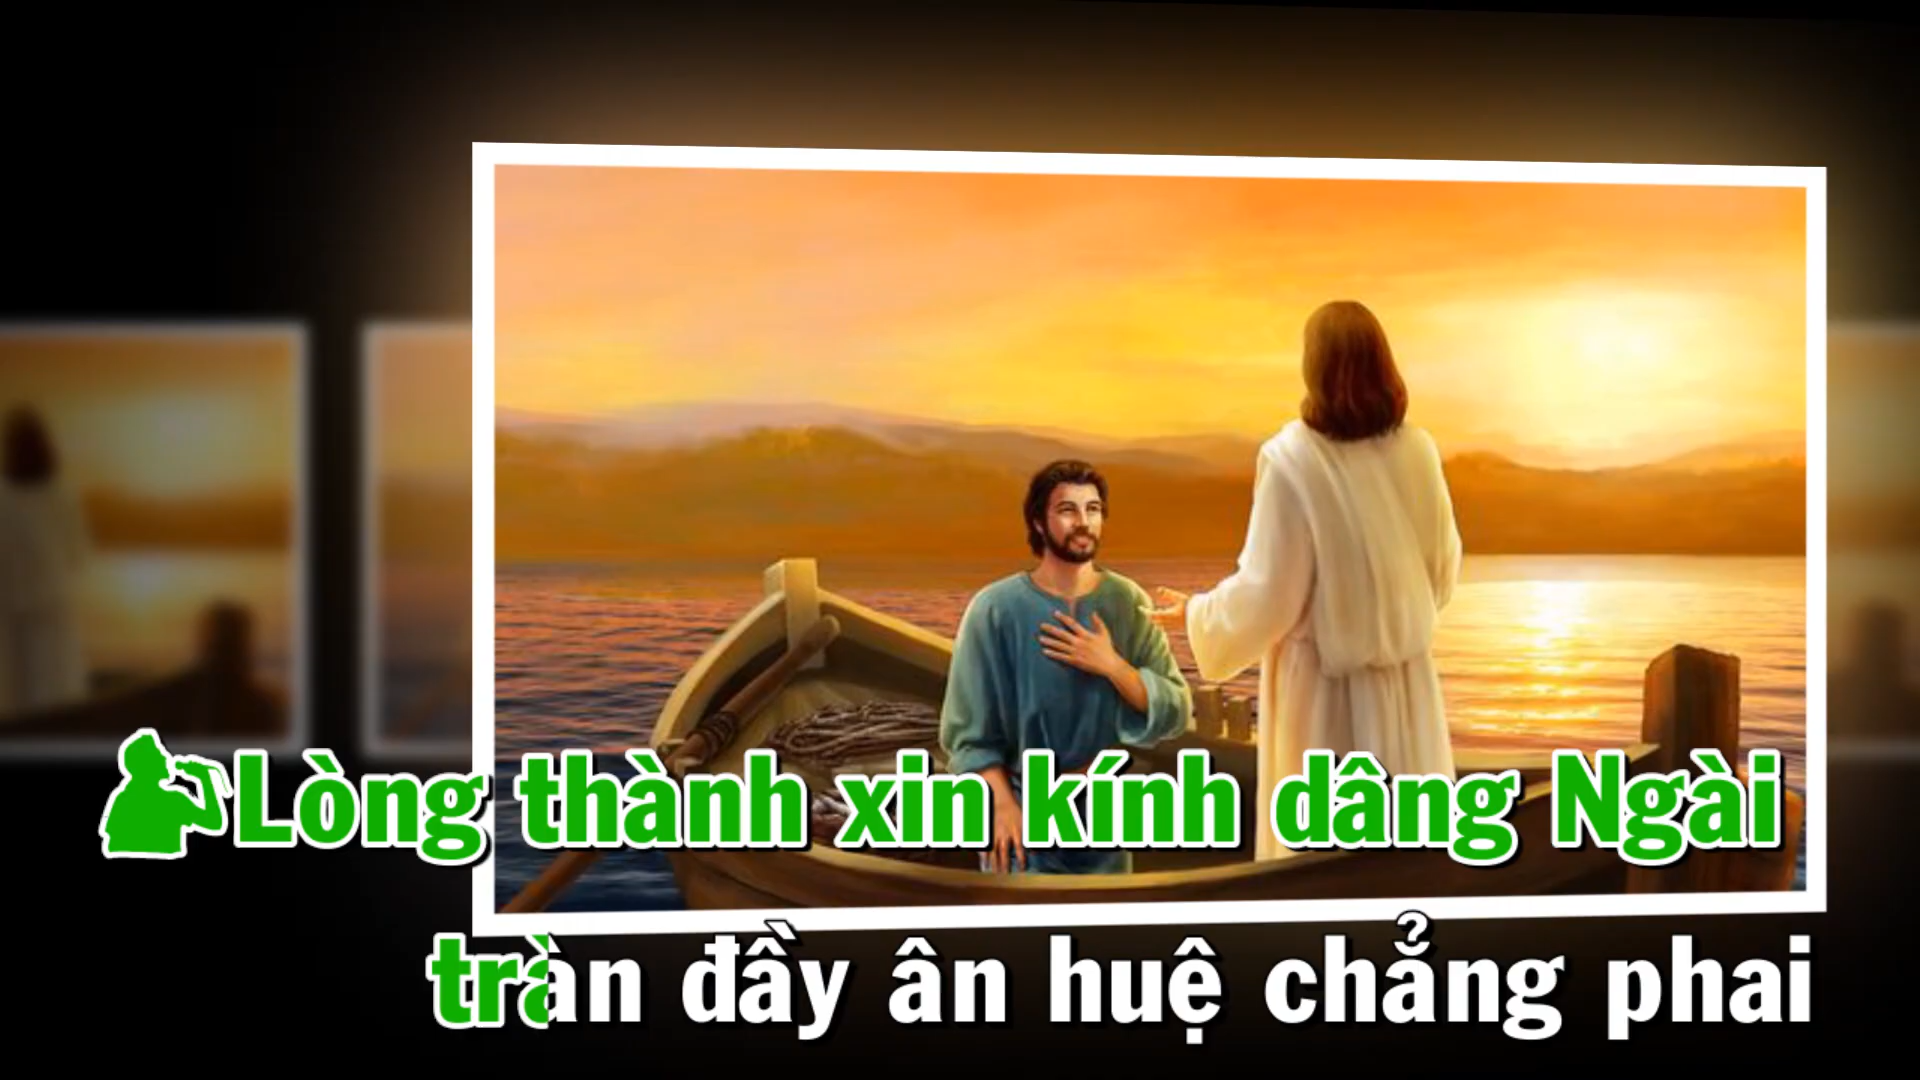 Lòng thành xin kính dâng Ngài
tràn đầy ân huệ chẳng phai